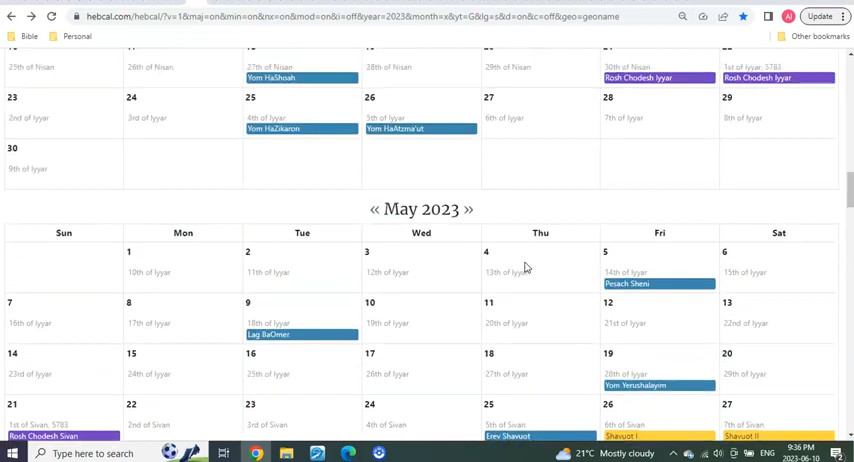 hebcal.com/hebcal/?v=1&maj=on&min=on&nx=on&mod=on&i=off&year=2023&month=x&yt=G&lg=s&d=on&c=off&geo=geoname
AI
Update
Bible
Personal
Other bookmarks
25th of Nisan
26th of Nisan
27th of Nisan
28th of Nisan
29th of Nisan
30th of Nisan
1st of Iyyar, 5783
Yom HaShoah
Rosh Chodesh Iyyar
Rosh Chodesh Iyyar
23
24
25
26
27
28
29
2nd of Iyyar
3rd of Iyyar
4th of Iyyar
5th of Iyyar
6th of Iyyar
7th of Iyyar
8th of Iyyar
Yom HaZikaron
Yom HaAtzma'ut
30
9th of Iyyar
« May 2023 »
Sun
Mon
Tue
Wed
Thu
Fri
Sat
1
2
3
4
5
6
10th of Iyyar
11th of Iyyar
12th of Iyyar
13th of Iyyar
14th of Iyyar
15th of Iyyar
Pesach Sheni
7
8
9
10
11
12
13
16th of Iyyar
17th of Iyyar
18th of Iyyar
19th of Iyyar
20th of Iyyar
21st of Iyyar
22nd of Iyyar
Lag BaOmer
14
15
16
17
18
19
20
23rd of Iyyar
24th of Iyyar
25th of Iyyar
26th of Iyyar
27th of Iyyar
28th of Iyyar
29th of Iyyar
Yom Yerushalayim
21
22
23
24
25
26
27
1st of Sivan, 5783
2nd of Sivan
3rd of Sivan
4th of Sivan
5th of Sivan
6th of Sivan
7th of Sivan
Rosh Chodesh Sivan
Erev Shavuot
Shavuot I
Shavuot II
Type here to search
21°C Mostly cloudy
ENG
9:36 PM
2023-06-10
2